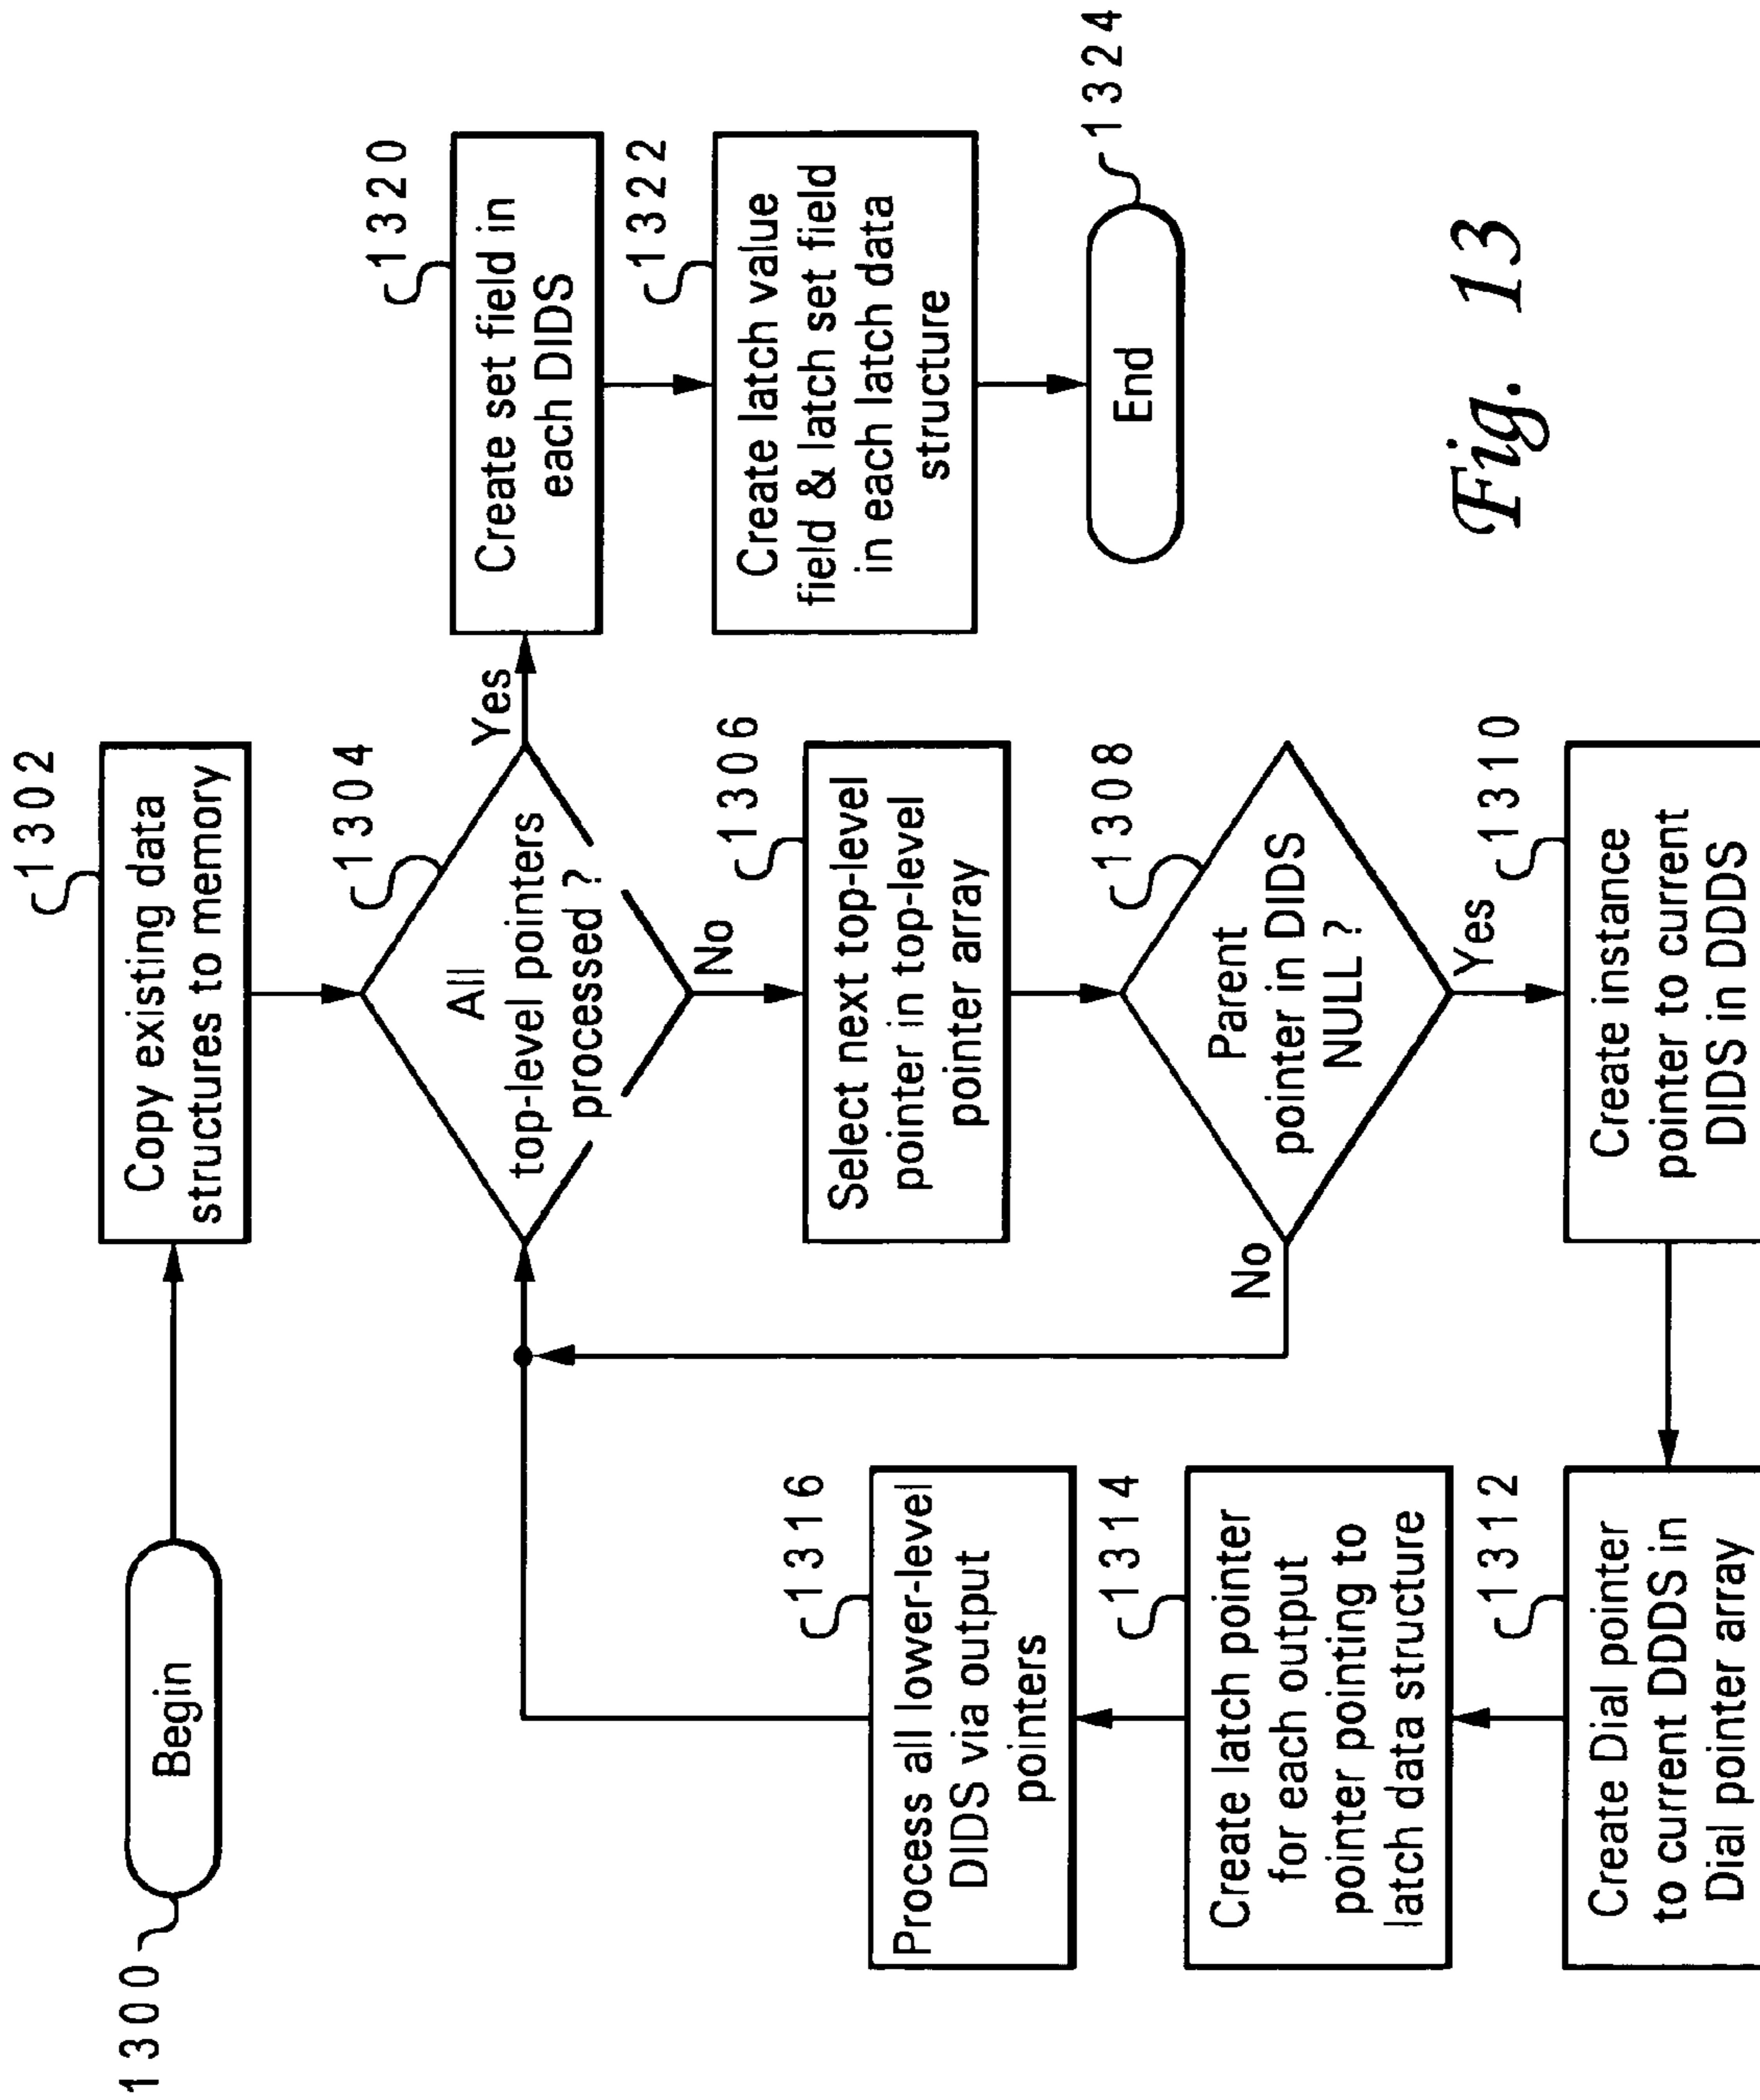 1300
Begin
1302
Copy existing data
structures to memory
1304
All
top-level pointers
processed ?
Yes
No
1306
Select next top-level
pointer in top-level
pointer array
1308
Parent
pointer in DIDS
NULL ?
No
Yes
1310
Create instance
pointer to current
DIDS in DDDS
1312
Create Dial pointer
to current DDDS in
Dial pointer array
1314
Create latch pointer
for each output
pointer pointing to
latch data structure
1316
Process all lower-level
DIDS via output
pointers
1320
Create set field in
each DIDS
1322
Create latch value
field & latch set field
in each latch data
structure
End
1324
Fig. 13